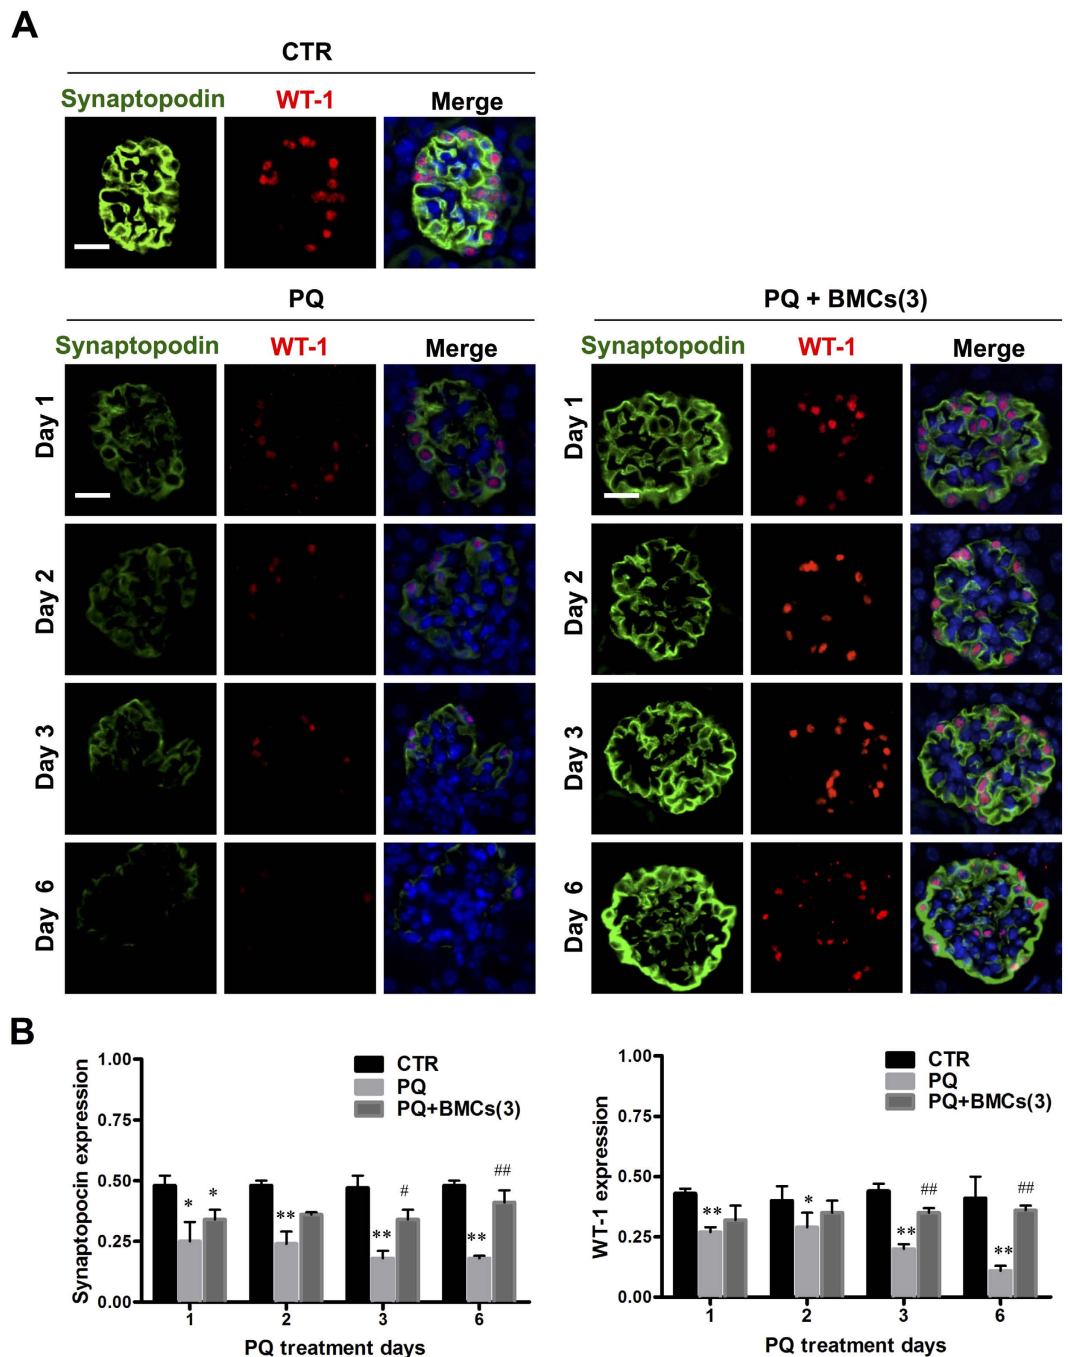 A
CTR
Synaptopodin WT-1 Merge
PQ
Synaptopodin WT-1 Merge
Day 1
Day 2
Day 3
Day 6
PQ + BMCs(3)
Synaptopodin WT-1 Merge
Day 1
Day 2
Day 3
Day 6
B
Synaptopocin expression
1.00
0.75
0.50
0.25
0.00
CTR
PQ
PQ+BMCs(3)
* * ** ** # ** ##
1 2 3 6
PQ treatment days
WT-1 expression
1.00
0.75
0.50
0.25
0.00
CTR
PQ
PQ+BMCs(3)
** * ** ## ** ##
1 2 3 6
PQ treatment days